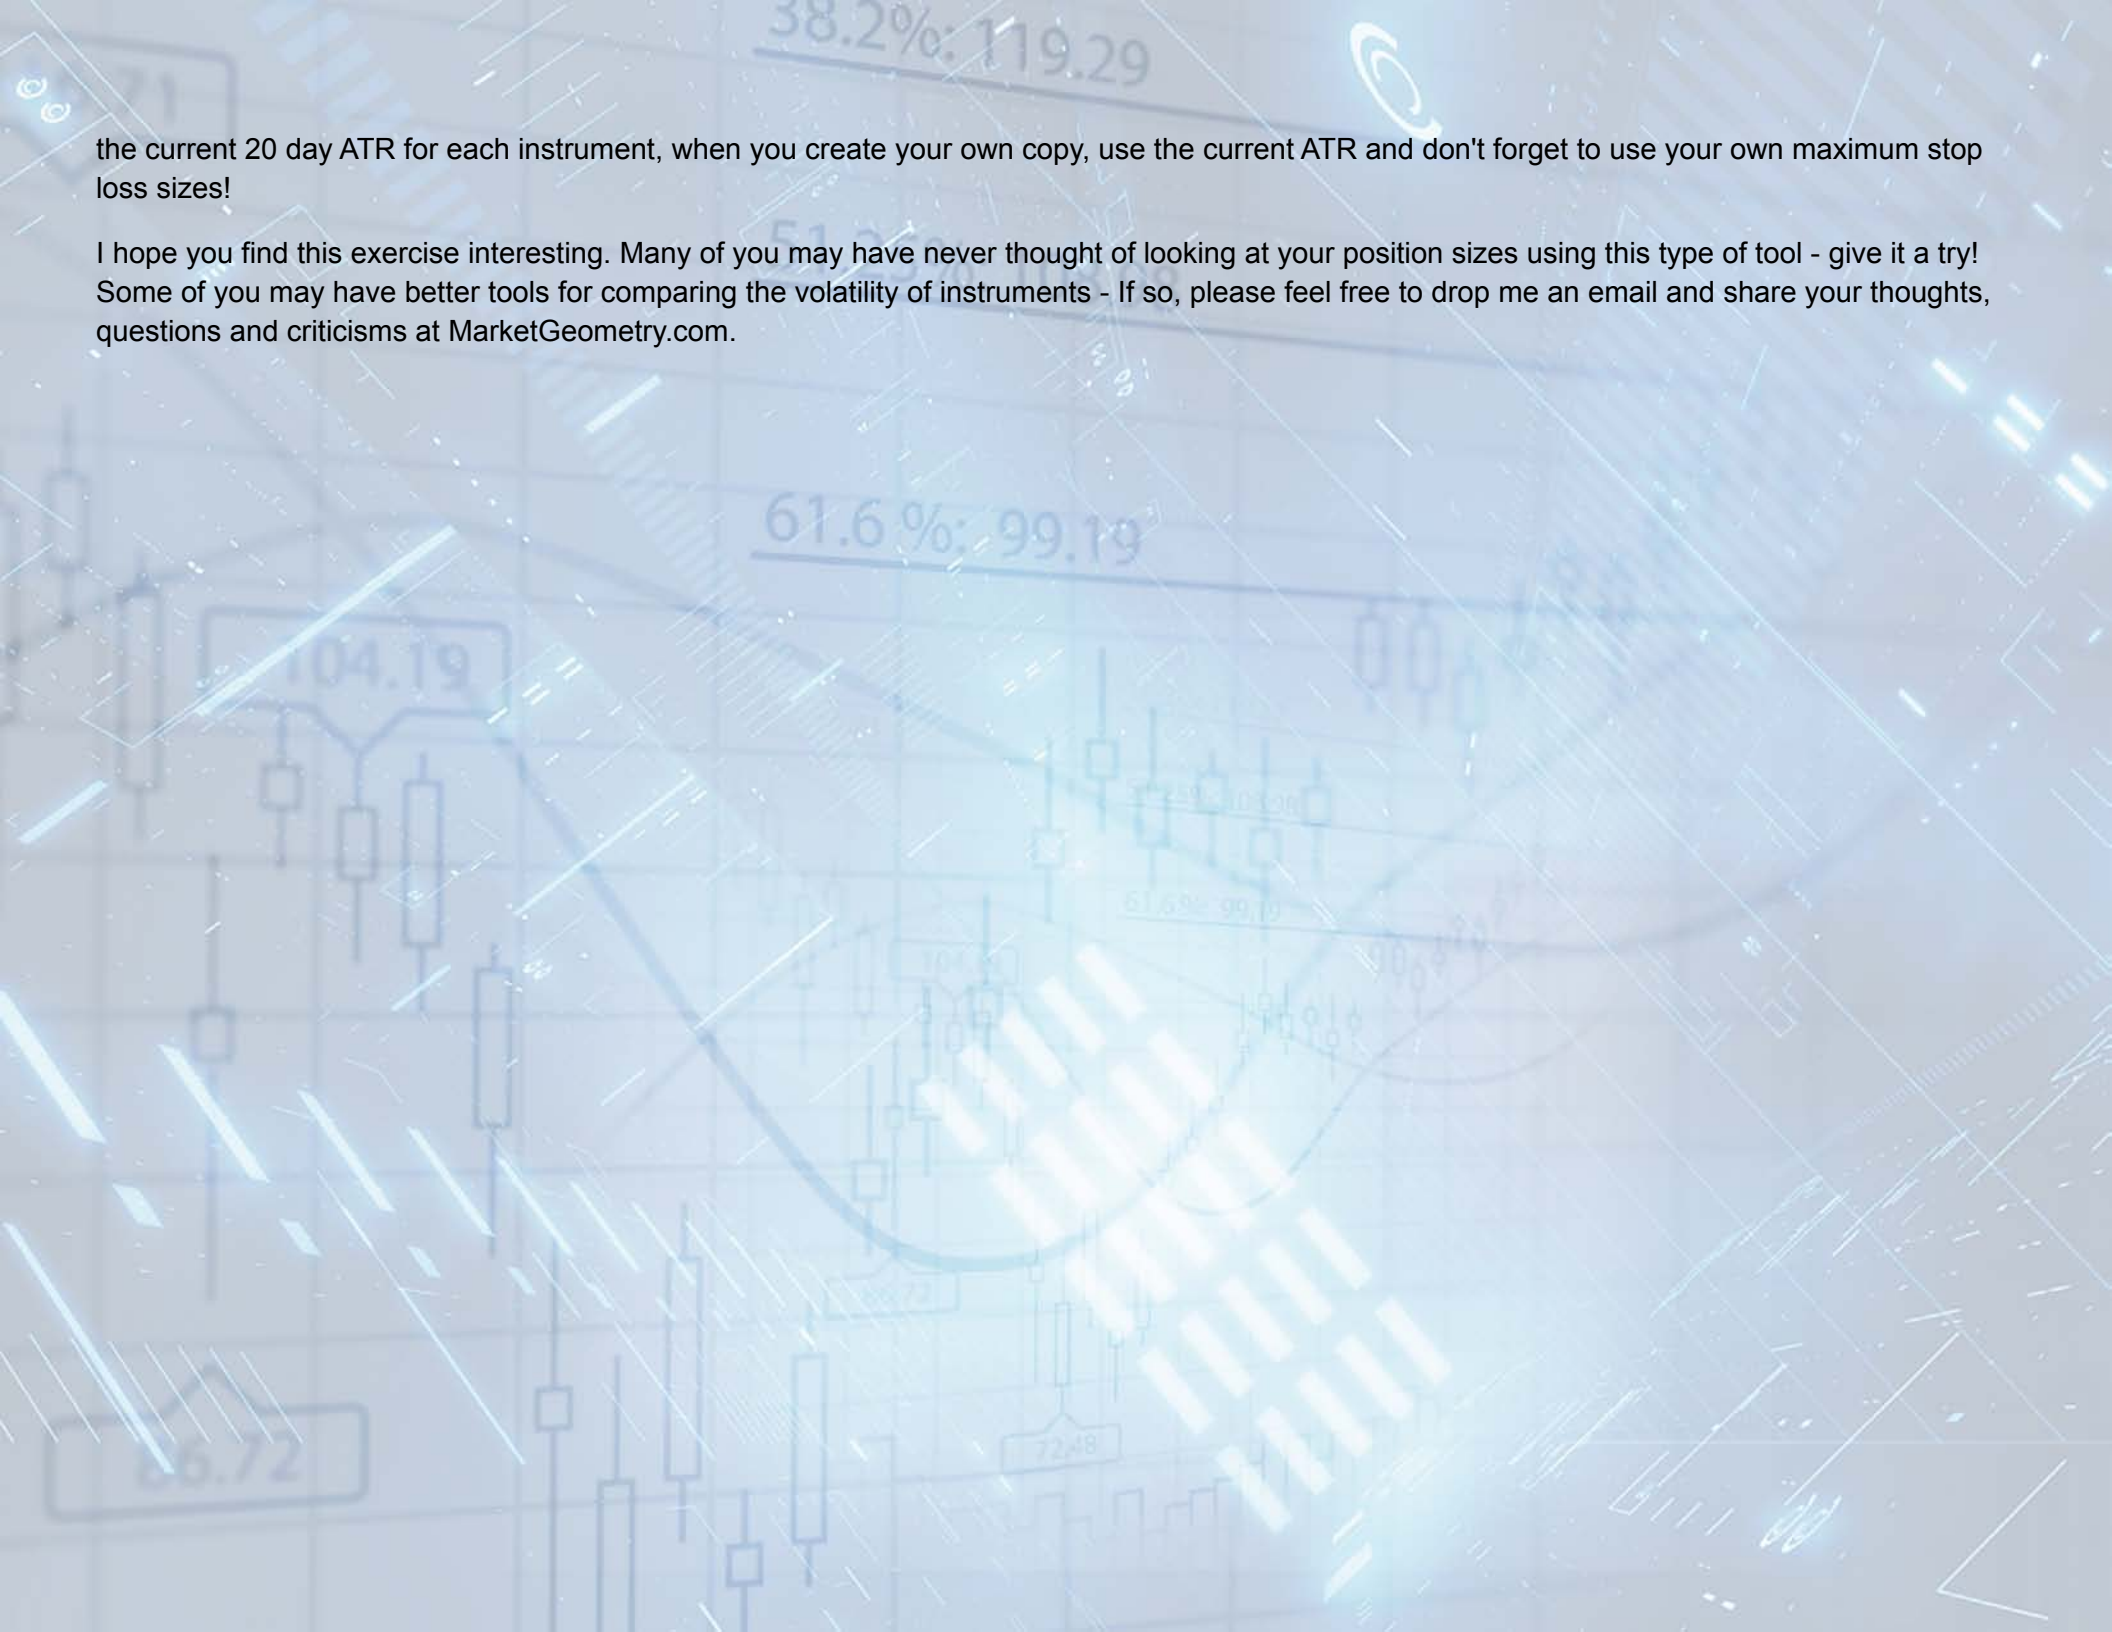 38.2%: 119.29
the current 20 day ATR for each instrument, when you create your own copy, use the current ATR and don't forget to use your own maximum stop
loss sizes!
I hope you find this exercise interesting. Many of you may have never thought of looking at your position sizes using this type of tool - give it a try!
Some of you may have better tools for comparing the volatility of instruments - If so, please feel free to drop me an email and share your thoughts,
questions and criticisms at MarketGeometry.com.
61.6 %: 99.19
104.19
61.6%: 99.19
72.48